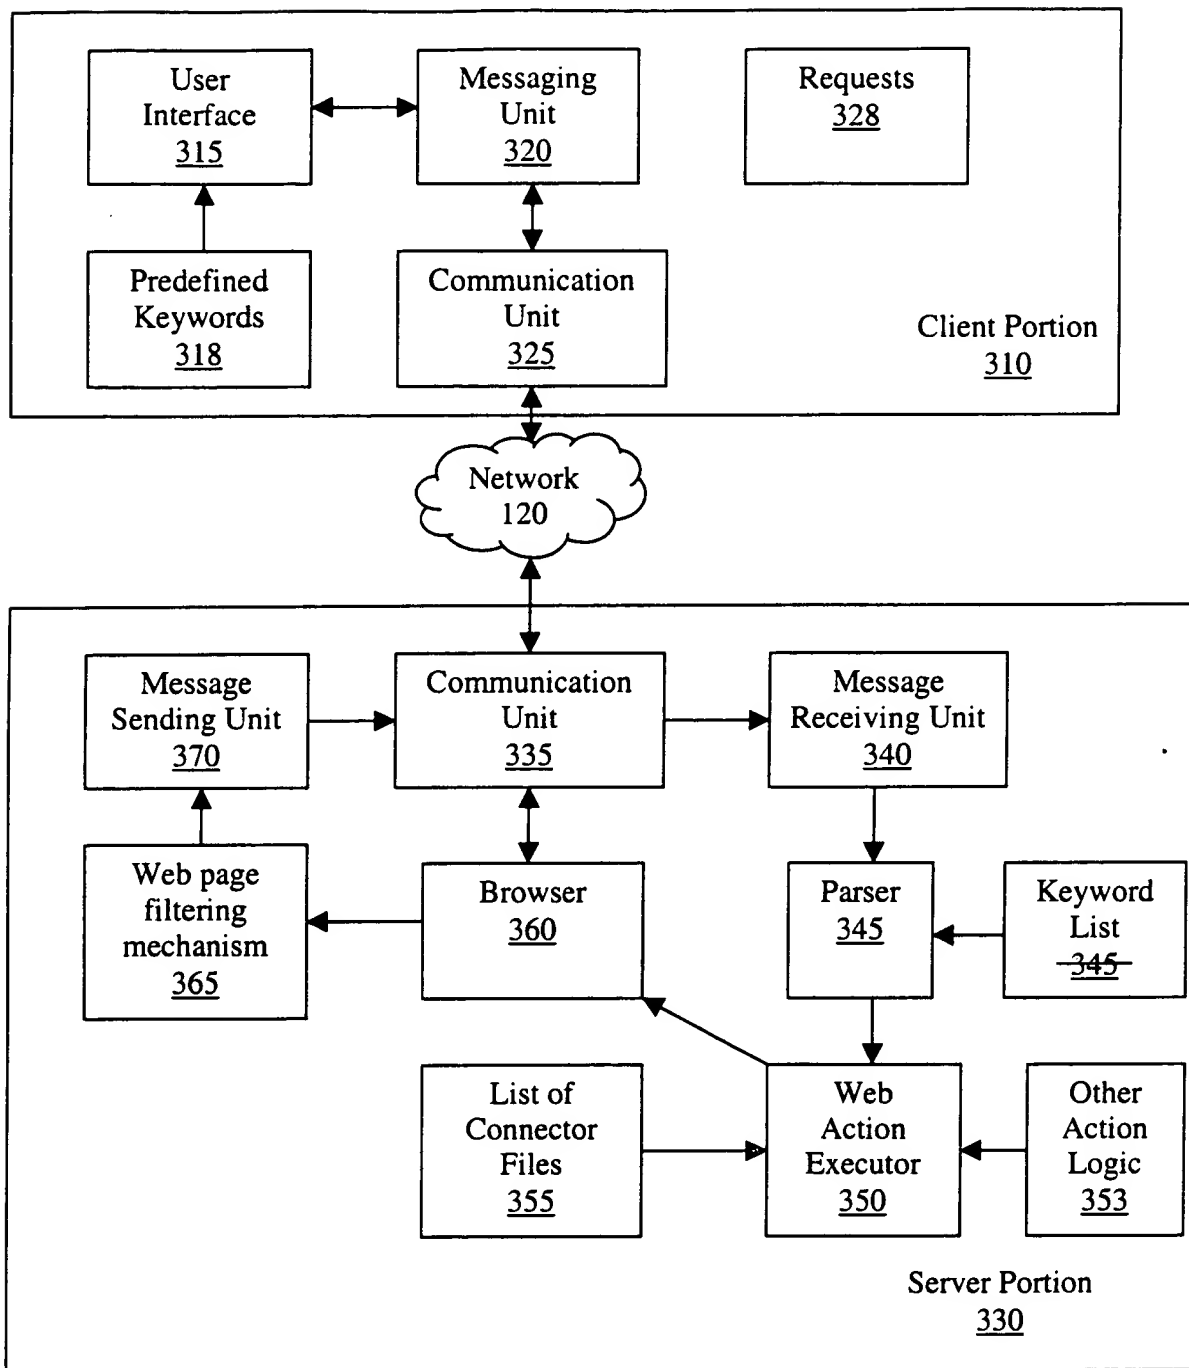 User
Interface
315
Messaging
Unit
320
Requests
328
Predefined
Keywords
318
Communication
Unit
325
Client Portion
310
Network
120
Message
Sending Unit
370
Communication
Unit
335
Message
Receiving Unit
340
Web page
filtering
mechanism
365
Browser
360
Parser
345
Keyword
List
345
List of
Connector
Files
355
Web
Action
Executor
350
Other
Action
Logic
353
Server Portion
330